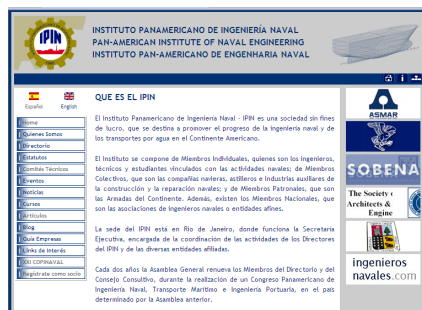 INSTITUTO PANAMERICANO DE INGENIERÍA NAVAL
PAN-AMERICAN INSTITUTE OF NAVAL ENGINEERING
INSTITUTO PAN-AMERICANO DE ENGENHARIA NAVAL
IPIN
Español English
Home
Quienes Somos
Directorio
Estatutos
Comités Técnicos
Eventos
Noticias
Cursos
Artículos
Blog
Guía Empresas
Links de Interés
XXI COPINAVAL
Regístrate como socio
QUE ES EL IPIN
El Instituto Panamericano de Ingeniería Naval - IPIN es una sociedad sin fines
de lucro, que se destina a promover el progreso de la ingeniería naval y de
los transportes por agua en el Continente Americano.
El Instituto se compone de Miembros Individuales, quienes son los ingenieros,
técnicos y estudiantes vinculados con las actividades navales; de Miembros
Colectivos, que son las compañías navieras, astilleros e industrias auxiliares de
la construcción y la reparación navales; y de Miembros Patronales, que son
las Armadas del Continente. Además, existen los Miembros Nacionales, que
son las asociaciones de ingenieros navales o entidades afines.
La sede del IPIN está en Rio de Janeiro, donde funciona la Secretaría
Ejecutiva, encargada de la coordinación de las actividades de los Directores
del IPIN y de las diversas entidades afiliadas.
Cada dos años la Asamblea General renueva los Miembros del Directorio y del
Consejo Consultivo, durante la realización de un Congreso Panamericano de
Ingeniería Naval, Transporte Marítimo e Ingeniería Portuaria, en el país
determinado por la Asamblea anterior.
ASMAR
SOBENA
The Society
Architects &
Engine
ingenieros
navales.com